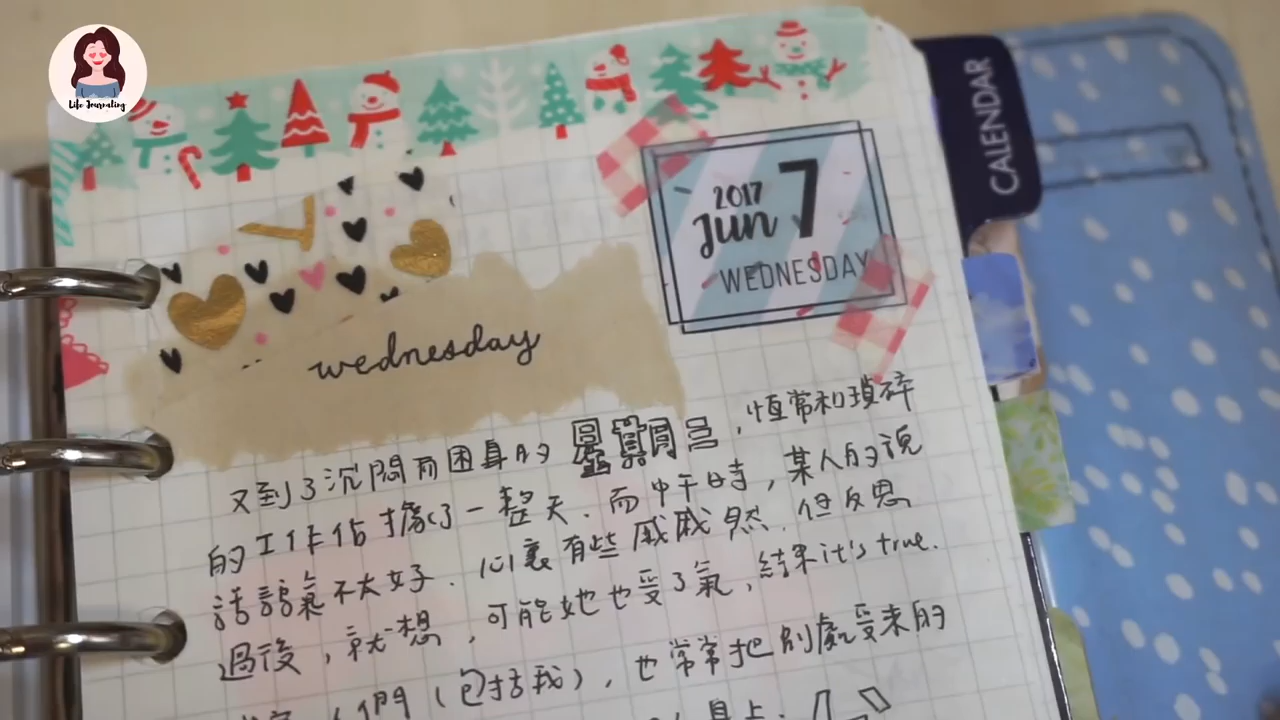 Life Journaling
CALENDAR
2017
Jun 7
WEDNESDAY
wednesday
又到了沉悶而困身的星期三,恆常和瑣碎
的工作佔據了一整天.而中午時,某人的說
話語氣不太好.心裏有些戚戚然.但反思
過後,就想,可能她也受了氣,結果it's true.
人們(包括我),也常常把別處受來的
身上.